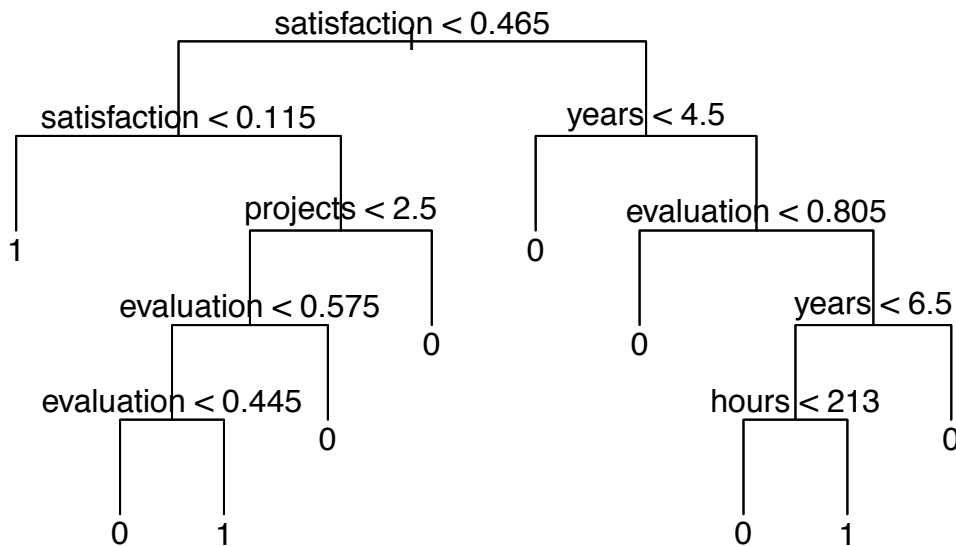 satisfaction < 0.465
satisfaction < 0.115
years < 4.5
projects < 2.5
evaluation < 0.805
1
0
evaluation < 0.575
years < 6.5
0
0
evaluation < 0.445
hours < 213
0
0
0
1
0
1